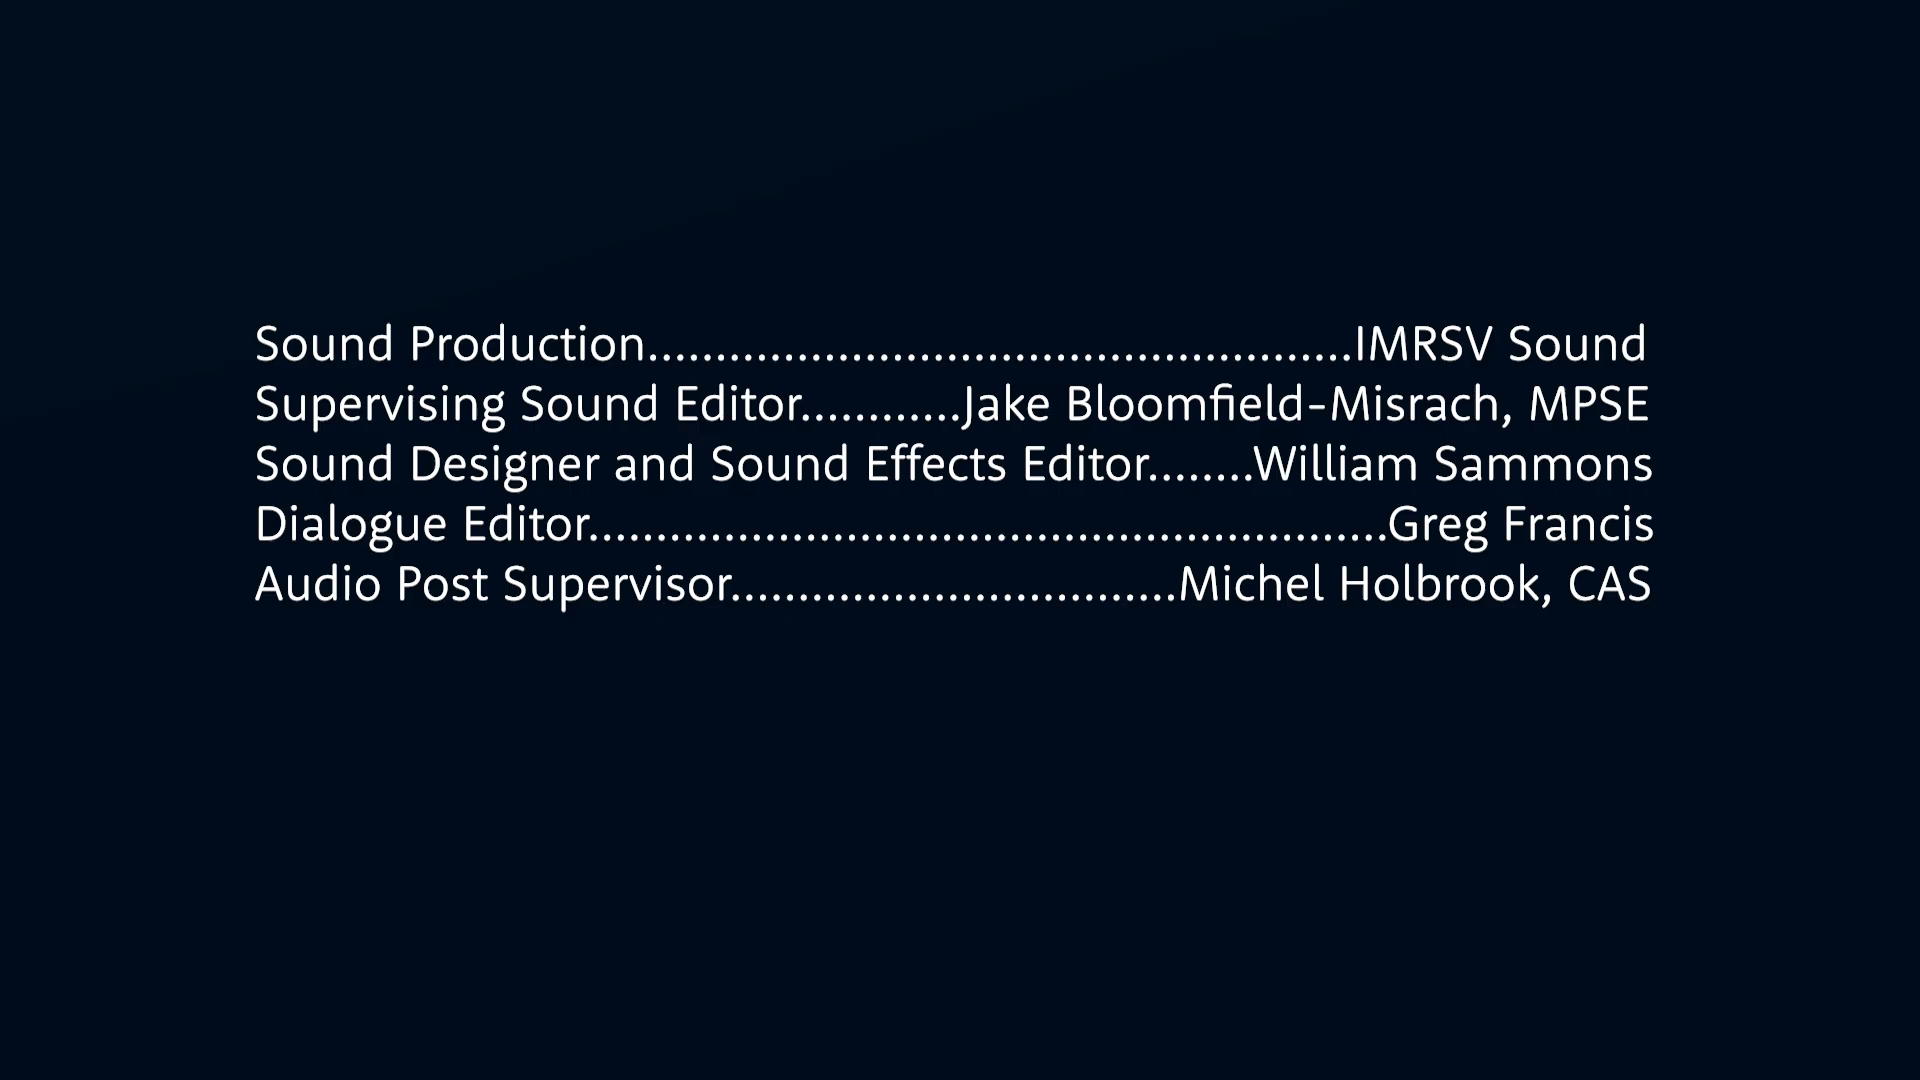 Sound Production....................................................IMRSV Sound
Supervising Sound Editor............Jake Bloomfield-Misrach, MPSE
Sound Designer and Sound Effects Editor........William Sammons
Dialogue Editor...........................................................Greg Francis
Audio Post Supervisor.................................Michel Holbrook, CAS